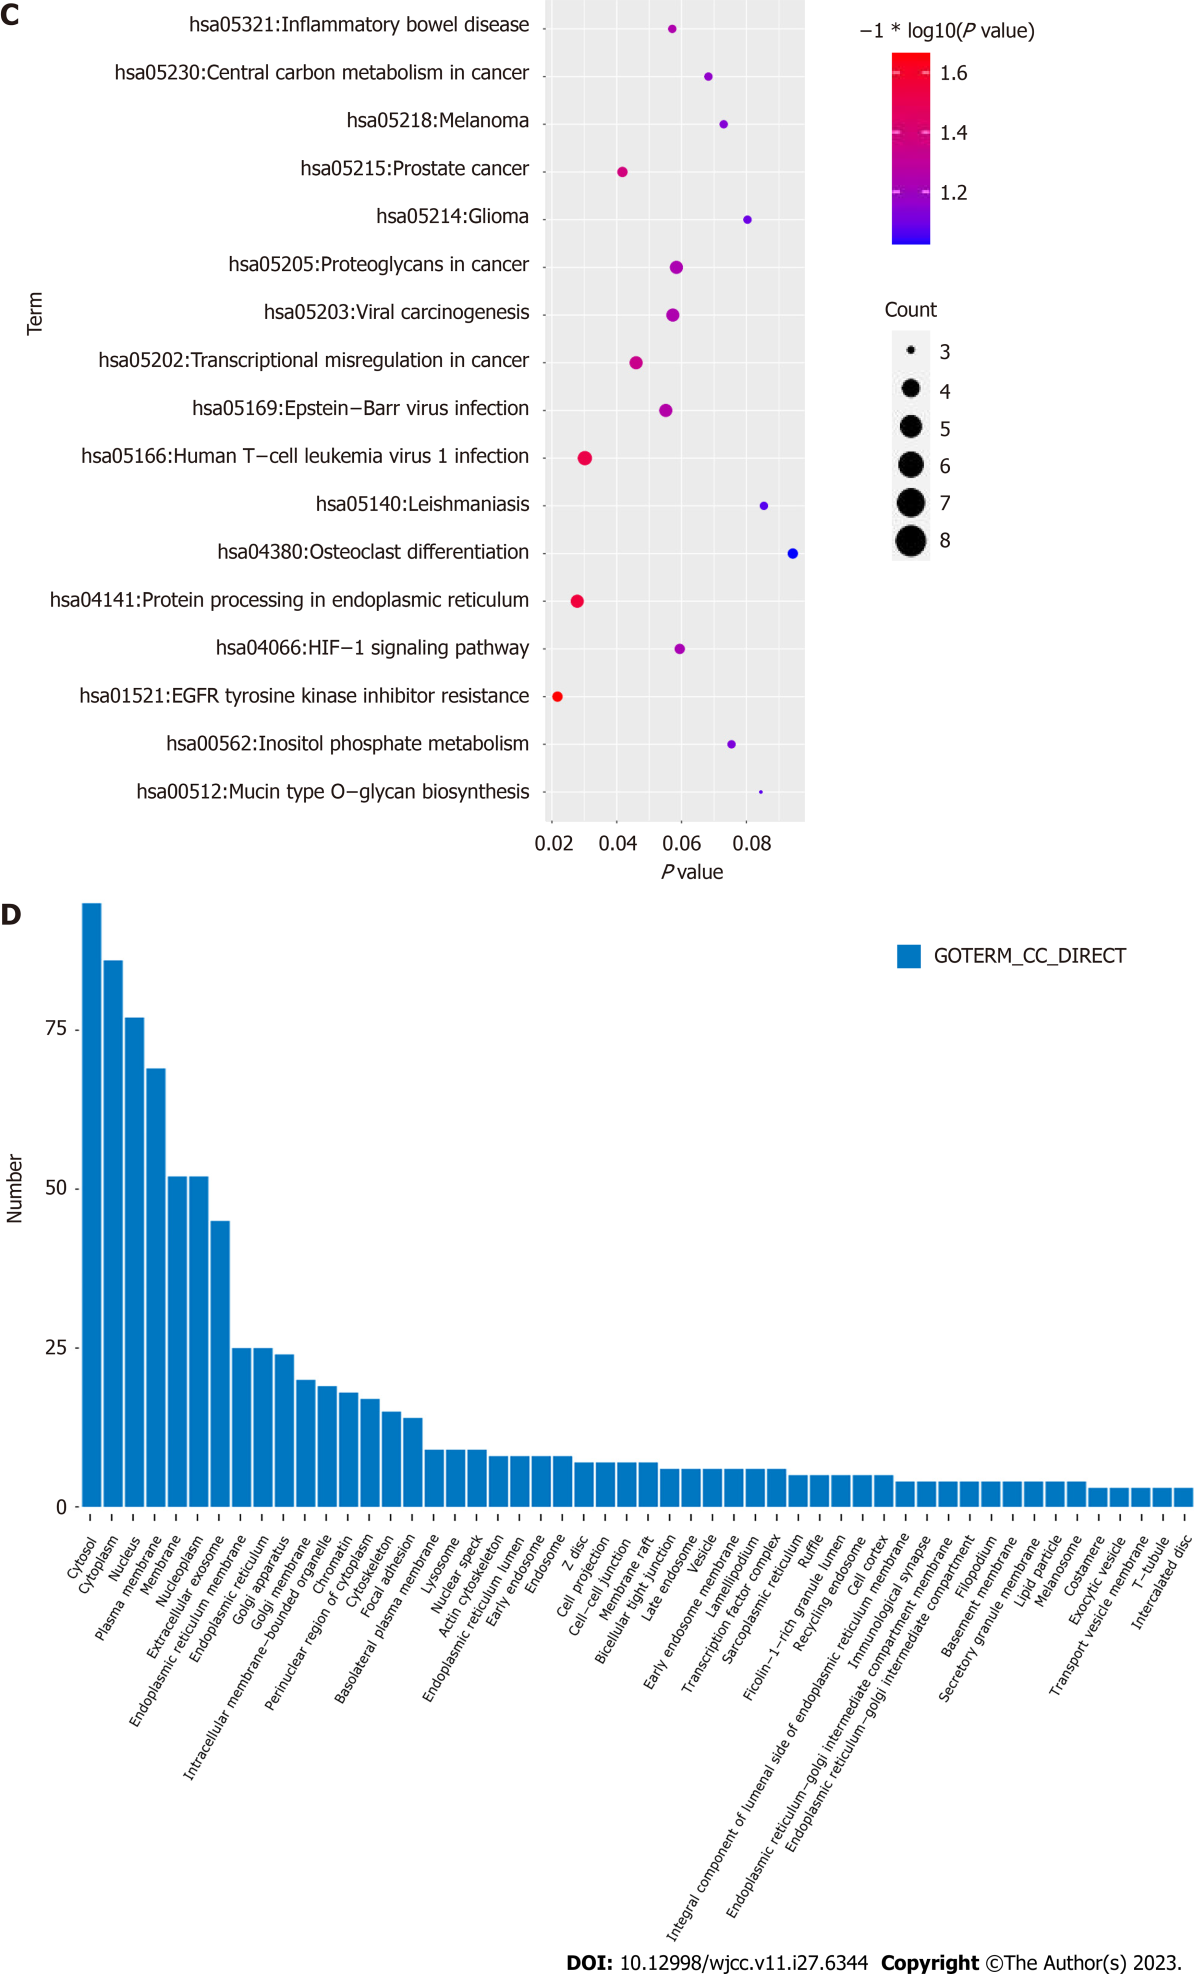 C
hsa05321:Inflammatory bowel disease
hsa05230:Central carbon metabolism in cancer
hsa05218:Melanoma
hsa05215:Prostate cancer
hsa05214:Glioma
hsa05205:Proteoglycans in cancer
hsa05203:Viral carcinogenesis
hsa05202:Transcriptional misregulation in cancer
hsa05169:Epstein−Barr virus infection
hsa05166:Human T−cell leukemia virus 1 infection
hsa05140:Leishmaniasis
hsa04380:Osteoclast differentiation
hsa04141:Protein processing in endoplasmic reticulum
hsa04066:HIF−1 signaling pathway
hsa01521:EGFR tyrosine kinase inhibitor resistance
hsa00562:Inositol phosphate metabolism
hsa00512:Mucin type O−glycan biosynthesis
Term
0.02 0.04 0.06 0.08
P value
−1 * log10(P value)
1.6
1.4
1.2
Count
3
4
5
6
7
8
D
GOTERM_CC_DIRECT
Number
75
50
25
0
Cytosol
Cytoplasm
Nucleus
Plasma membrane
Membrane
Nucleoplasm
Extracellular exosome
Endoplasmic reticulum membrane
Endoplasmic reticulum
Golgi apparatus
Golgi membrane
Intracellular membrane−bounded organelle
Chromatin
Perinuclear region of cytoplasm
Cytoskeleton
Focal adhesion
Basolateral plasma membrane
Lysosome
Nuclear speck
Actin cytoskeleton
Endoplasmic reticulum lumen
Early endosome
Endosome
Z disc
Cell projection
Cell−cell junction
Membrane raft
Bicellular tight junction
Late endosome
Vesicle
Early endosome membrane
Lamellipodium
Transcription factor complex
Sarcoplasmic reticulum
Ruffle
Ficolin−1−rich granule lumen
Recycling endosome
Cell cortex
Integral component of lumenal side of endoplasmic reticulum membrane
Immunological synapse
Endoplasmic reticulum−golgi intermediate compartment membrane
Endoplasmic reticulum−golgi intermediate compartment
Filopodium
Basement membrane
Secretory granule membrane
Lipid particle
Melanosome
Costamere
Exocytic vesicle
Transport vesicle membrane
T−tubule
Intercalated disc
DOI: 10.12998/wjcc.v11.i27.6344 Copyright ©The Author(s) 2023.